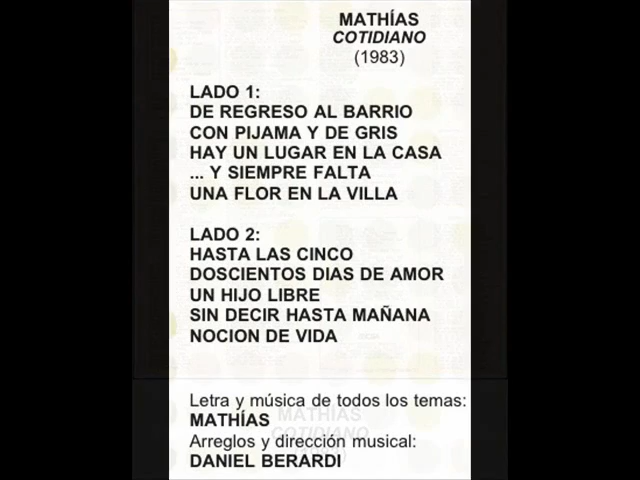 MATHÍAS
COTIDIANO
(1983)
LADO 1:
DE REGRESO AL BARRIO
CON PIJAMA Y DE GRIS
HAY UN LUGAR EN LA CASA
... Y SIEMPRE FALTA
UNA FLOR EN LA VILLA
LADO 2:
HASTA LAS CINCO
DOSCIENTOS DIAS DE AMOR
UN HIJO LIBRE
SIN DECIR HASTA MAÑANA
NOCION DE VIDA
Letra y música de todos los temas:
MATHÍAS
Arreglos y dirección musical:
DANIEL BERARDI
MATHÍAS
COTIDIANO